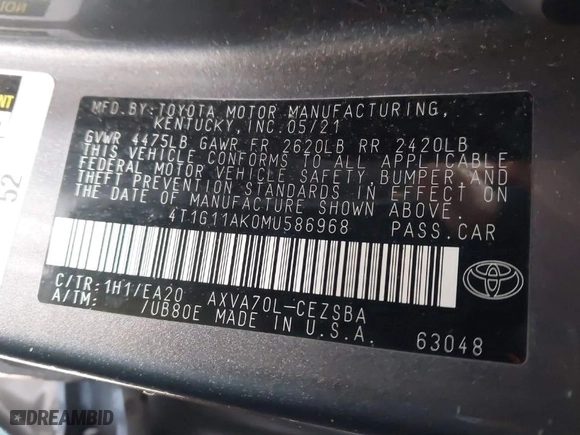 MFD. BY: TOYOTA MOTOR MANUFACTURING,
KENTUCKY, INC. 05/21
GVWR 4475LB GAWR FR 2620LB RR 2420LB
THIS VEHICLE CONFORMS TO ALL APPLICABLE
FEDERAL MOTOR VEHICLE SAFETY, BUMPER AND
THEFT PREVENTION STANDARDS IN EFFECT ON
THE DATE OF MANUFACTURE SHOWN ABOVE.
4T1G11AK0MU586968 PASS. CAR
C/TR: 1H1/EA20 AXVA70L-CEZSBA
A/TM: /UB80E MADE IN U.S.A.
63048
52
DREAMBID